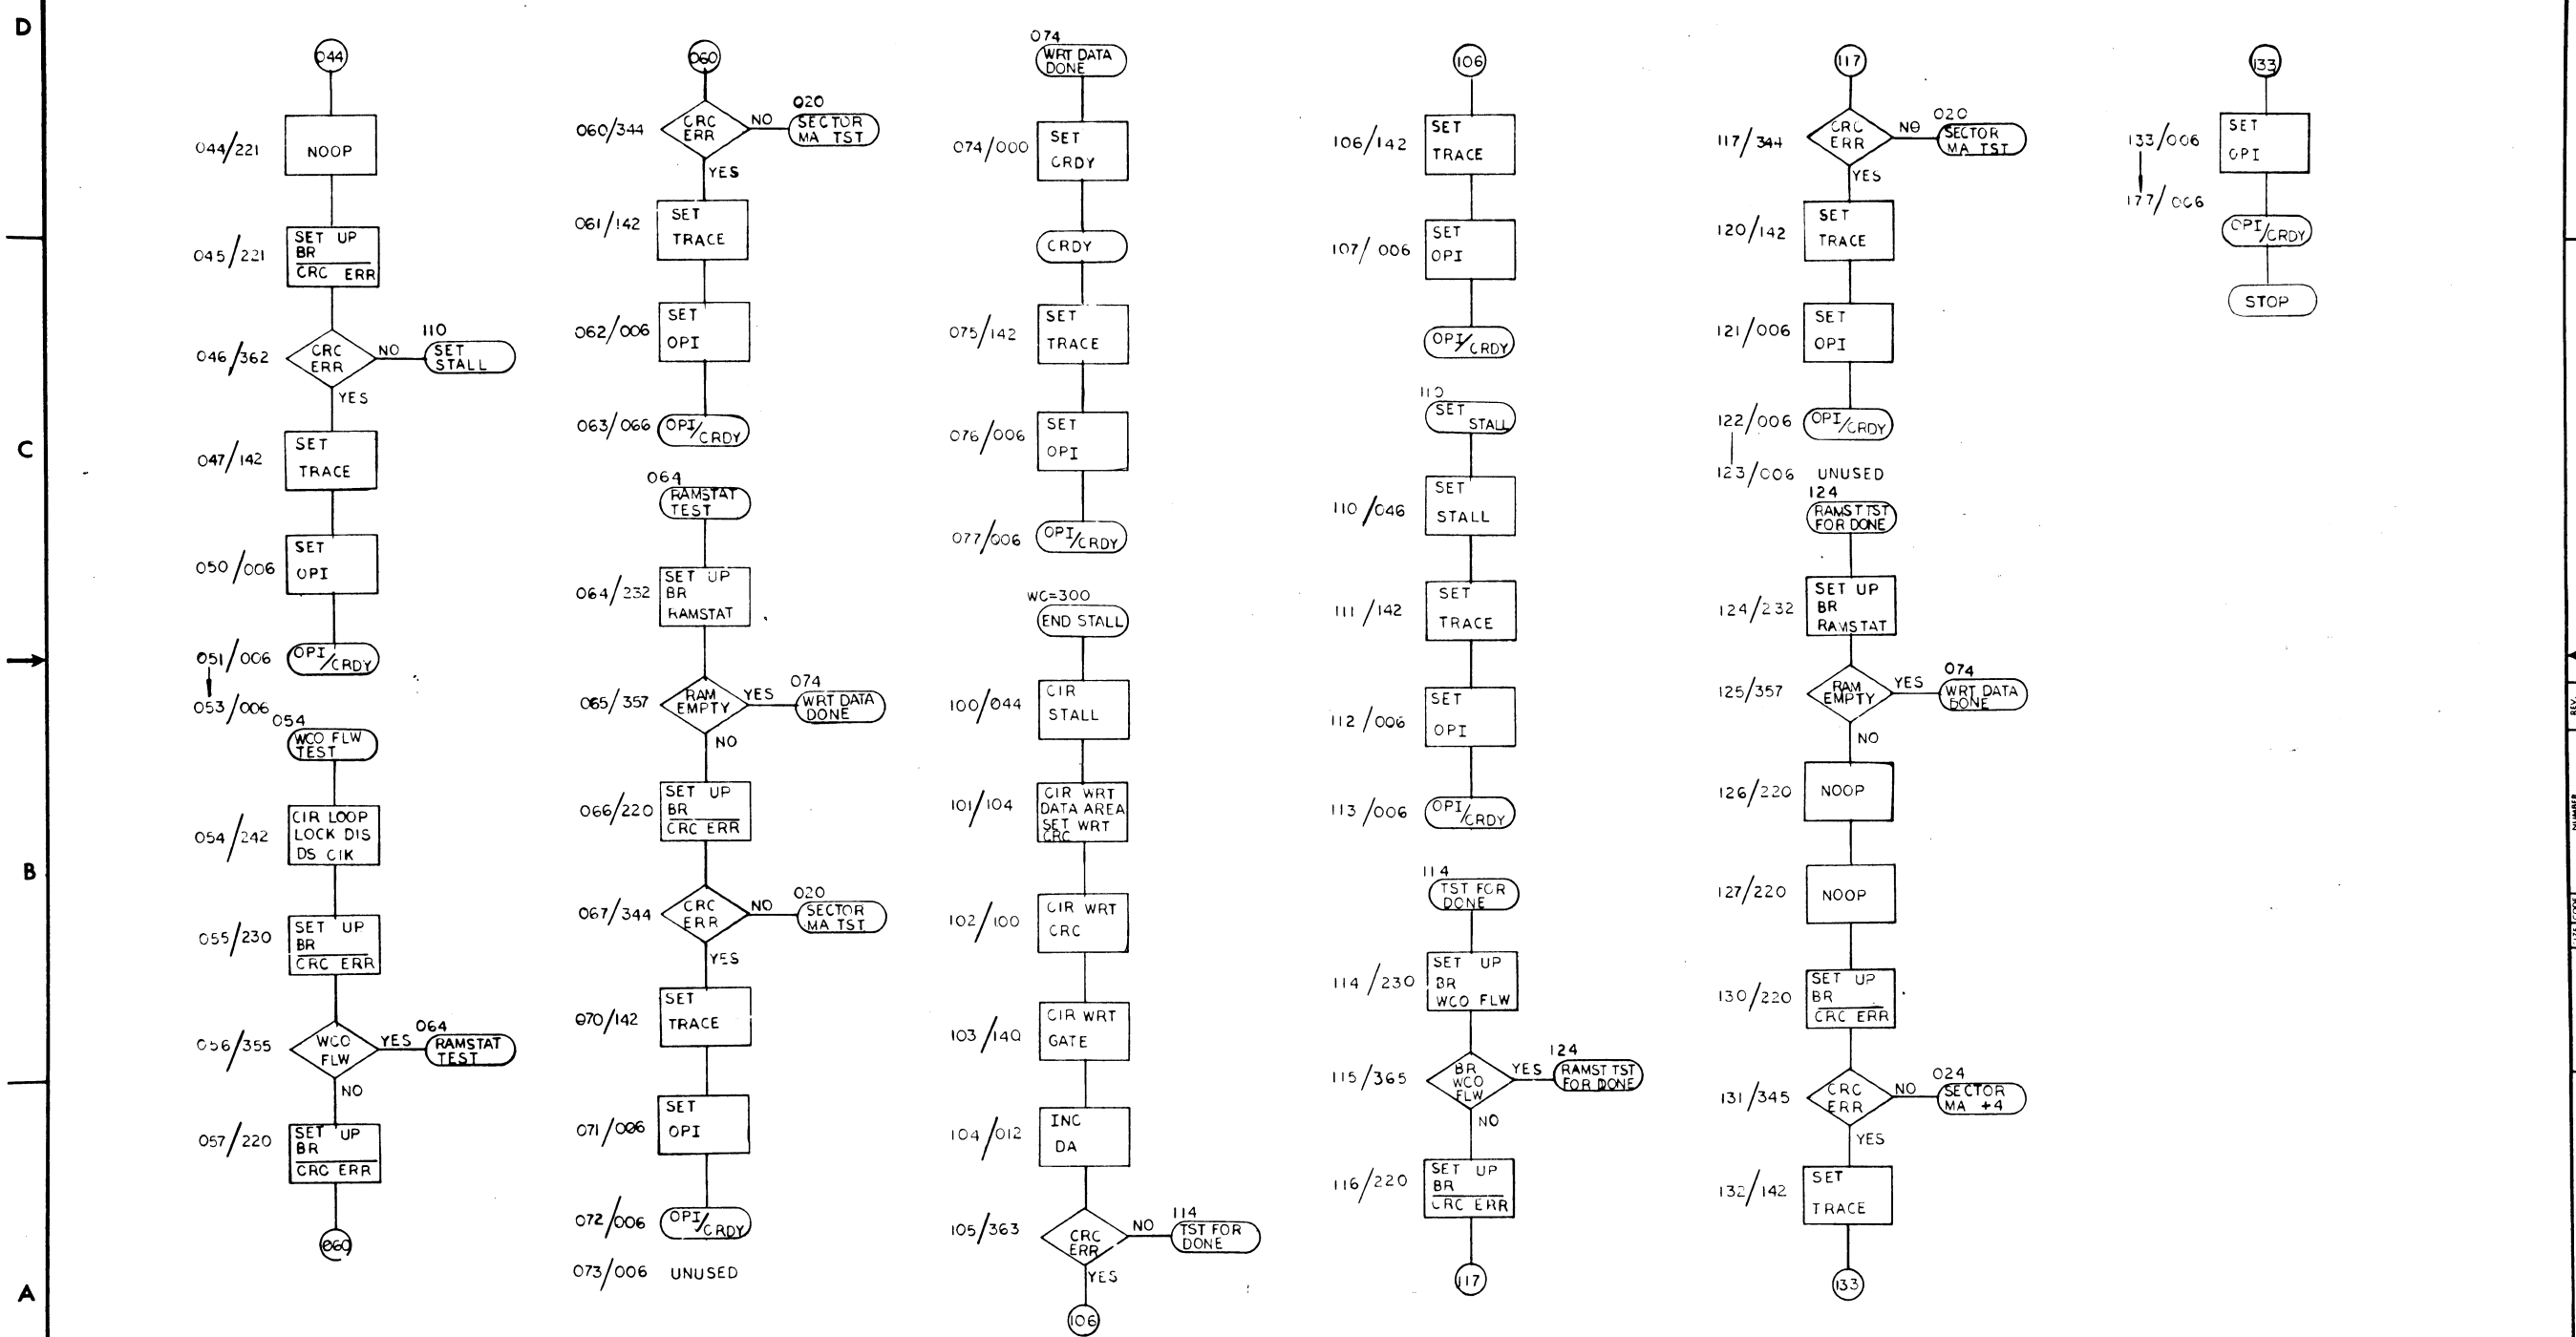 D
C
B
A
044
044/221
NOOP
045/221
SET UP
BR
CRC ERR
046/362
CRC
ERR
NO
110
SET
STALL
YES
047/142
SET
TRACE
050/006
SET
OPI
051/006
OPI/CRDY
053/006
054
WCO FLW
TEST
054/242
CIR LOOP
LOCK DIS
DS CIK
055/230
SET UP
BR
CRC ERR
056/355
WCO
FLW
YES
064
RAMSTAT
TEST
NO
057/220
SET UP
BR
CRC ERR
060
060
060/344
CRC
ERR
NO
020
SECTOR
MA TST
YES
061/142
SET
TRACE
062/006
SET
OPI
063/066
OPI/CRDY
064
RAMSTAT
TEST
064/232
SET UP
BR
RAMSTAT
065/357
RAM
EMPTY
YES
074
WRT DATA
DONE
NO
066/220
SET UP
BR
CRC ERR
067/344
CRC
ERR
NO
020
SECTOR
MA TST
YES
070/142
SET
TRACE
071/006
SET
OPI
072/006
OPI/CRDY
073/006 UNUSED
074
WRT DATA
DONE
074/000
SET
CRDY
CRDY
075/142
SET
TRACE
076/006
SET
OPI
077/006
OPI/CRDY
WC=300
END STALL
100/044
CIR
STALL
101/104
CIR WRT
DATA AREA
SET WRT
CRC
102/100
CIR WRT
CRC
103/140
CIR WRT
GATE
104/012
INC
DA
105/363
CRC
ERR
NO
114
TST FOR
DONE
YES
106
106
106/142
SET
TRACE
107/006
SET
OPI
OPI/CRDY
110
SET
STALL
110/046
SET
STALL
111/142
SET
TRACE
112/006
SET
OPI
113/006
OPI/CRDY
114
TST FOR
DONE
114/230
SET UP
BR
WCO FLW
115/365
BR
WCO
FLW
YES
124
RAMST TST
FOR DONE
NO
116/220
SET UP
BR
CRC ERR
117
117
117/344
CRC
ERR
NO
020
SECTOR
MA TST
YES
120/142
SET
TRACE
121/006
SET
OPI
122/006
OPI/CRDY
123/006 UNUSED
124
RAMST TST
FOR DONE
124/232
SET UP
BR
RAMSTAT
125/357
RAM
EMPTY
YES
074
WRT DATA
DONE
NO
126/220
NOOP
127/220
NOOP
130/220
SET UP
BR
CRC ERR
131/345
CRC
ERR
NO
024
SECTOR
MA +4
YES
132/142
SET
TRACE
133
133
133/006
SET
OPI
177/006
OPI/CRDY
STOP
REV
NUMBER